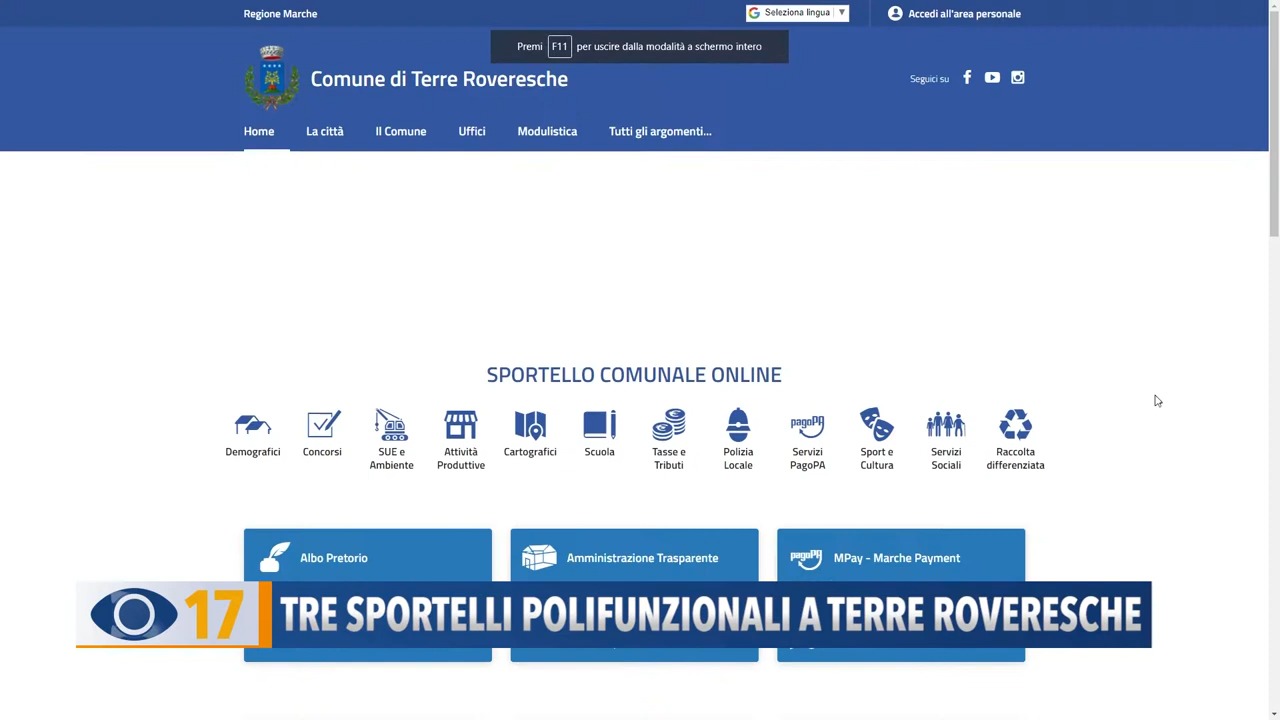 Regione Marche
Seleziona lingua ▼
Accedi all'area personale
Premi F11 per uscire dalla modalità a schermo intero
Comune di Terre Roveresche
Seguici su
Home
La città
Il Comune
Uffici
Modulistica
Tutti gli argomenti...
SPORTELLO COMUNALE ONLINE
Demografici
Concorsi
SUE e
Ambiente
Attività
Produttive
Cartografici
Scuola
Tasse e
Tributi
Polizia
Locale
pagoPA
Servizi
PagoPA
Sport e
Cultura
Servizi
Sociali
Raccolta
differenziata
Albo Pretorio
Amministrazione Trasparente
pagoPA
MPay - Marche Payment
17
TRE SPORTELLI POLIFUNZIONALI A TERRE ROVERESCHE